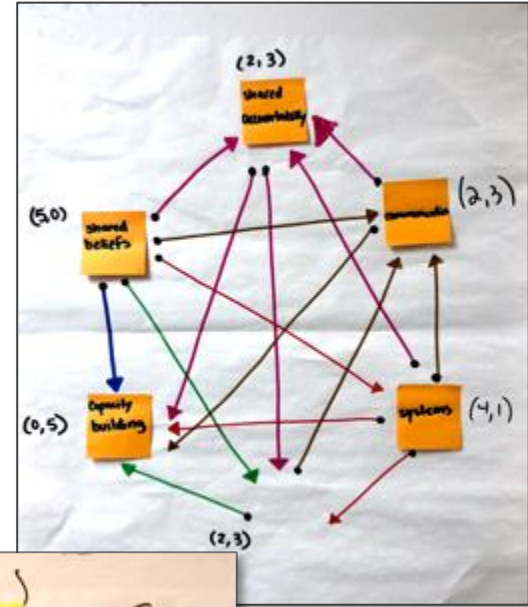 (2,3)
shared
accountability
(2,3)
communication
(5,0)
shared
beliefs
(0,5)
capacity
building
systems
(4,1)
(2,3)